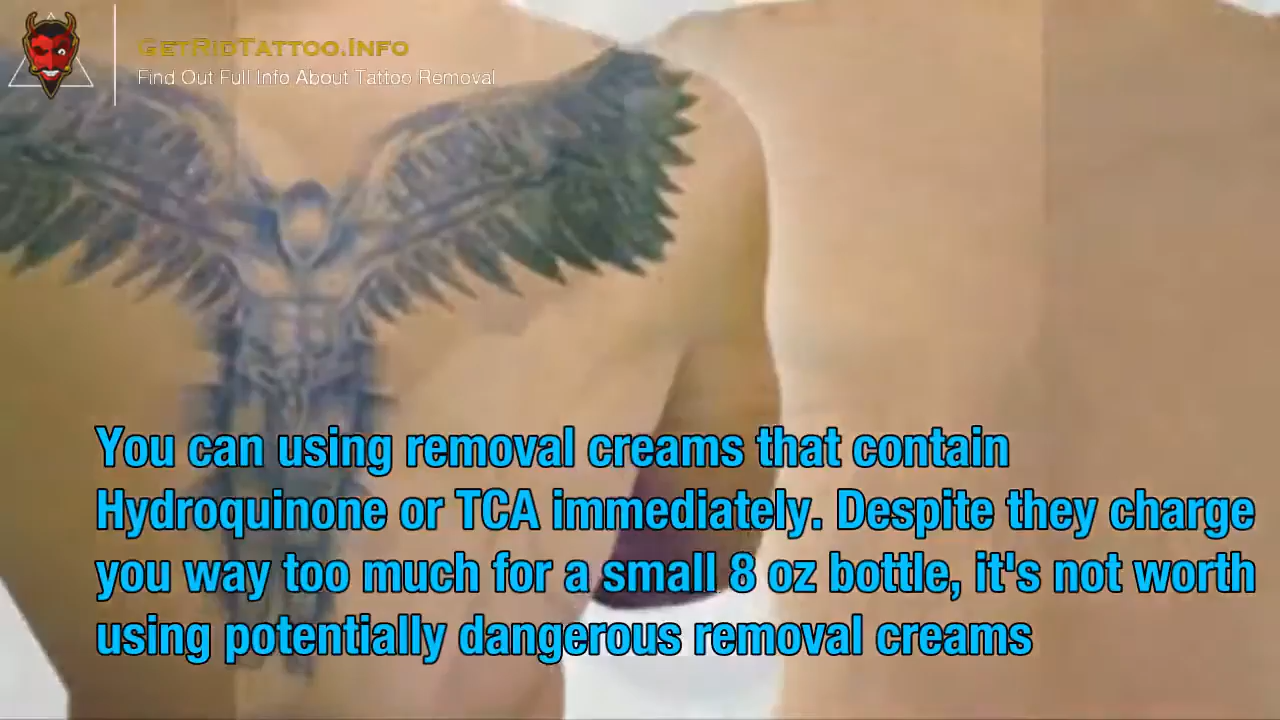 GetRidTattoo.Info
Find Out Full Info About Tattoo Removal
You can using removal creams that contain
Hydroquinone or TCA immediately. Despite they charge
you way too much for a small 8 oz bottle, it's not worth
using potentially dangerous removal creams